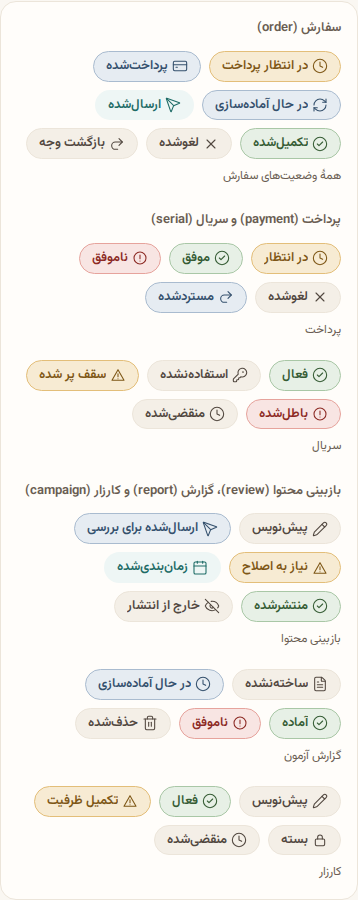 سفارش (order)
در انتظار پرداخت پرداخت‌شده
در حال آماده‌سازی ارسال‌شده
تکمیل‌شده لغوشده بازگشت وجه
همهٔ وضعیت‌های سفارش
پرداخت (payment) و سریال (serial)
در انتظار موفق ناموفق
لغوشده مستردشده
پرداخت
فعال استفاده‌نشده سقف پر شده
باطل‌شده منقضی‌شده
سریال
بازبینی محتوا (review)، گزارش (report) و کارزار (campaign)
پیش‌نویس ارسال‌شده برای بررسی
نیاز به اصلاح زمان‌بندی‌شده
منتشرشده خارج از انتشار
بازبینی محتوا
ساخته‌نشده در حال آماده‌سازی
آماده ناموفق حذف‌شده
گزارش آزمون
پیش‌نویس فعال تکمیل ظرفیت
بسته منقضی‌شده
کارزار